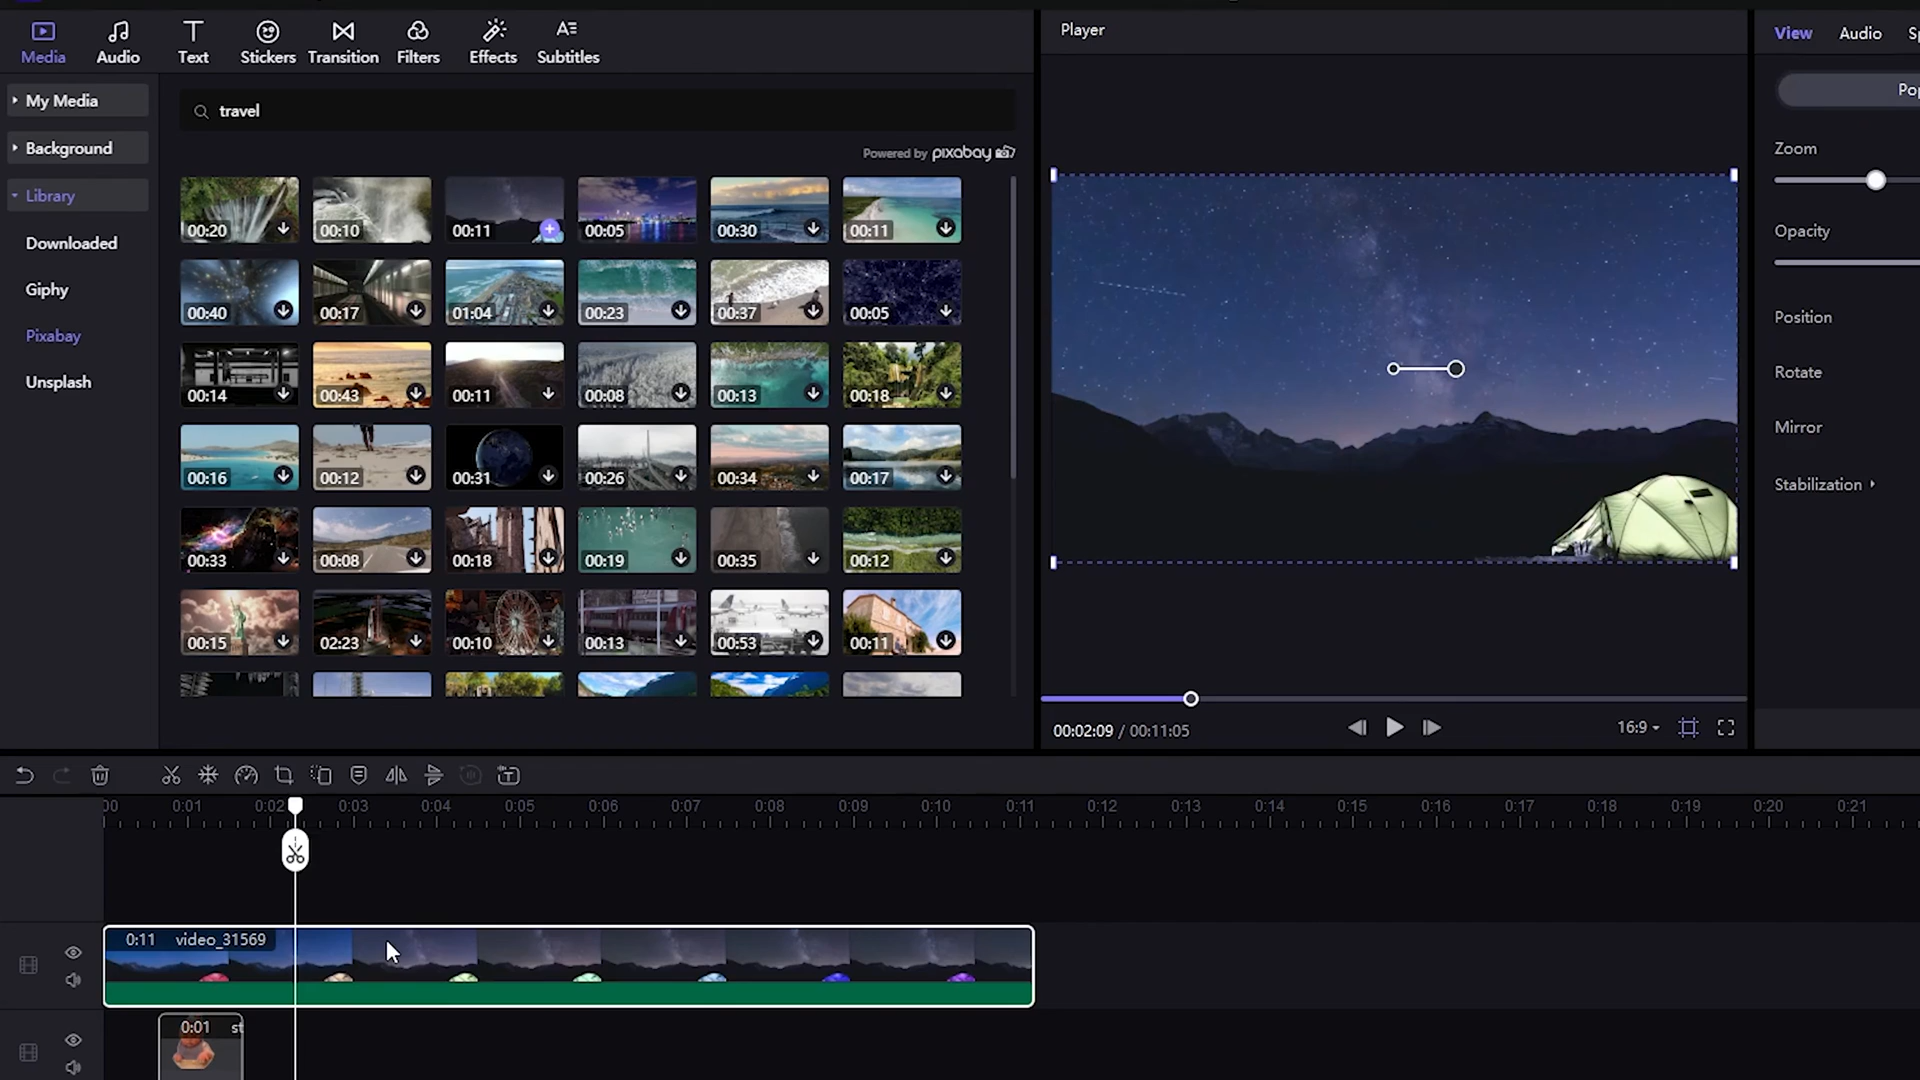 Media
Audio
Text
Stickers
Transition
Filters
Effects
Subtitles
My Media
Background
Library
Downloaded
Giphy
Pixabay
Unsplash
travel
Powered by pixabay
00:20
00:10
00:11
00:05
00:30
00:11
00:40
00:17
01:04
00:23
00:37
00:05
00:14
00:43
00:11
00:08
00:13
00:18
00:16
00:12
00:31
00:26
00:34
00:17
00:33
00:08
00:18
00:19
00:35
00:12
00:15
02:23
00:10
00:13
00:53
00:11
Player
00:02:09 / 00:11:05
16:9
View
Audio
Sp
Pop
Zoom
Opacity
Position
Rotate
Mirror
Stabilization
00 0:01 0:02 0:03 0:04 0:05 0:06 0:07 0:08 0:09 0:10 0:11 0:12 0:13 0:14 0:15 0:16 0:17 0:18 0:19 0:20 0:21
0:11 video_31569
0:01 st